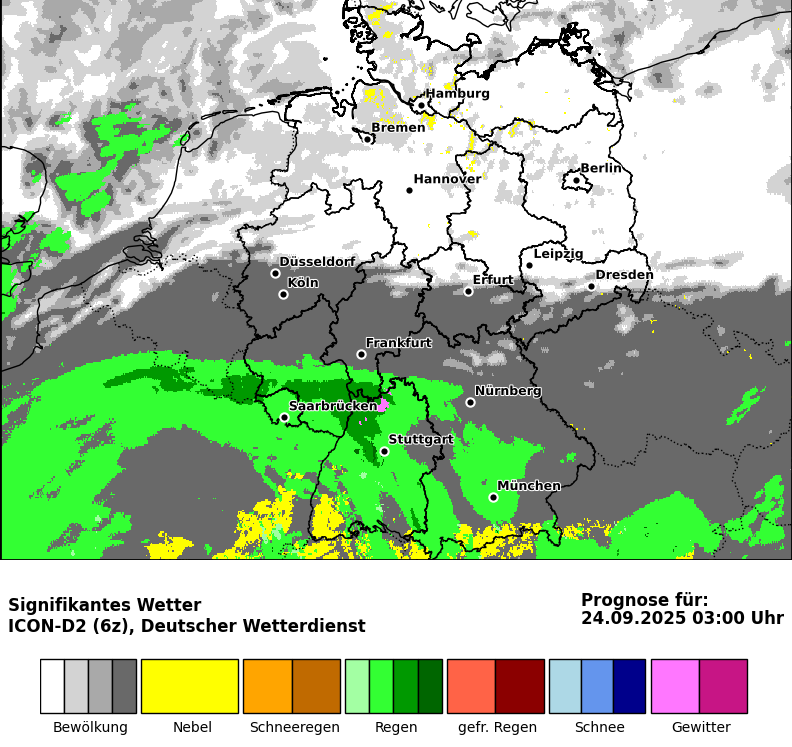 Hamburg
Bremen
Berlin
Hannover
Leipzig
Düsseldorf
Dresden
Köln
Erfurt
Frankfurt
Nürnberg
Saarbrücken
Stuttgart
München
Signifikantes Wetter
ICON-D2 (6z), Deutscher Wetterdienst
Prognose für:
24.09.2025 03:00 Uhr
Bewölkung
Nebel
Schneeregen
Regen
gefr. Regen
Schnee
Gewitter